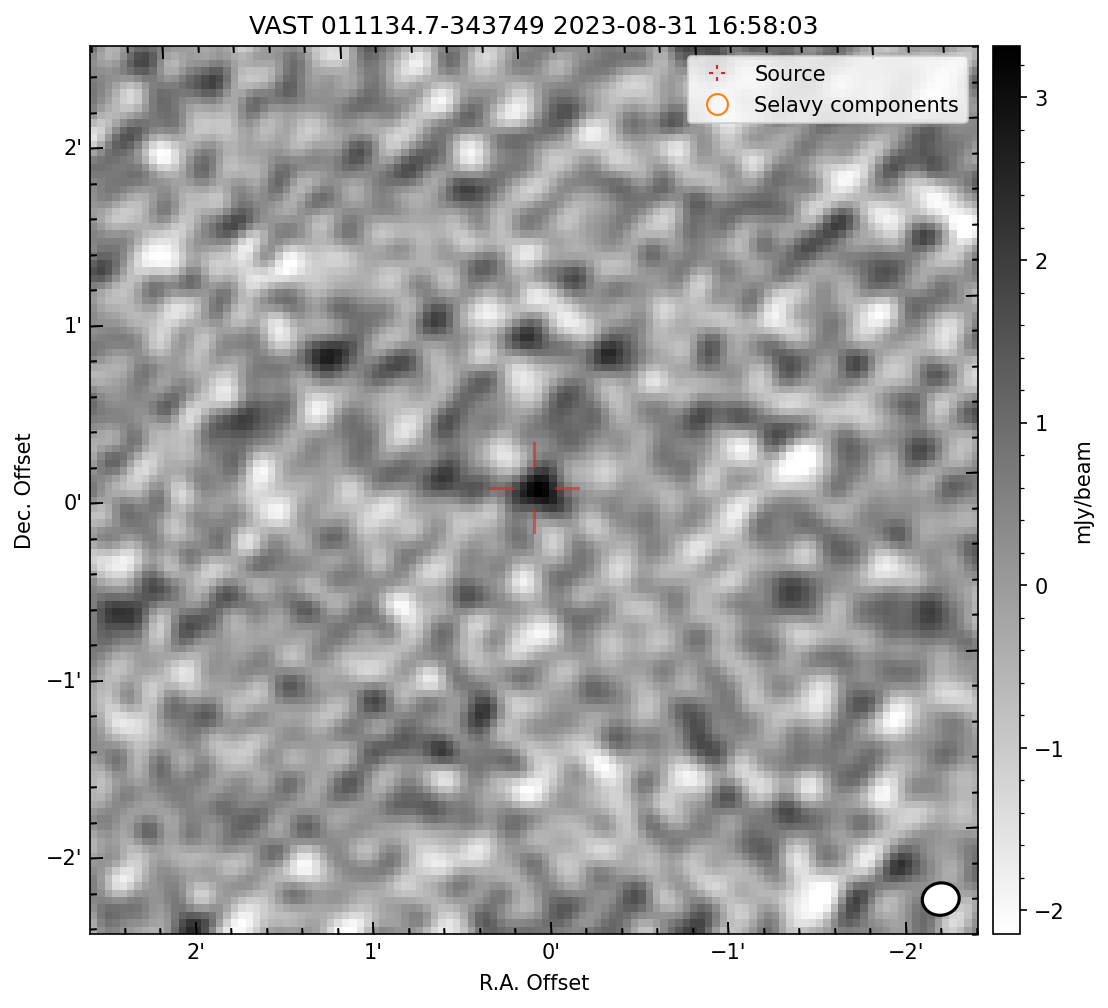 VAST 011134.7-343749 2023-08-31 16:58:03
Source
Selavy components
2'
1'
0'
−1'
−2'
Dec. Offset
2'
1'
0'
−1'
−2'
R.A. Offset
3
2
1
0
−1
−2
mJy/beam